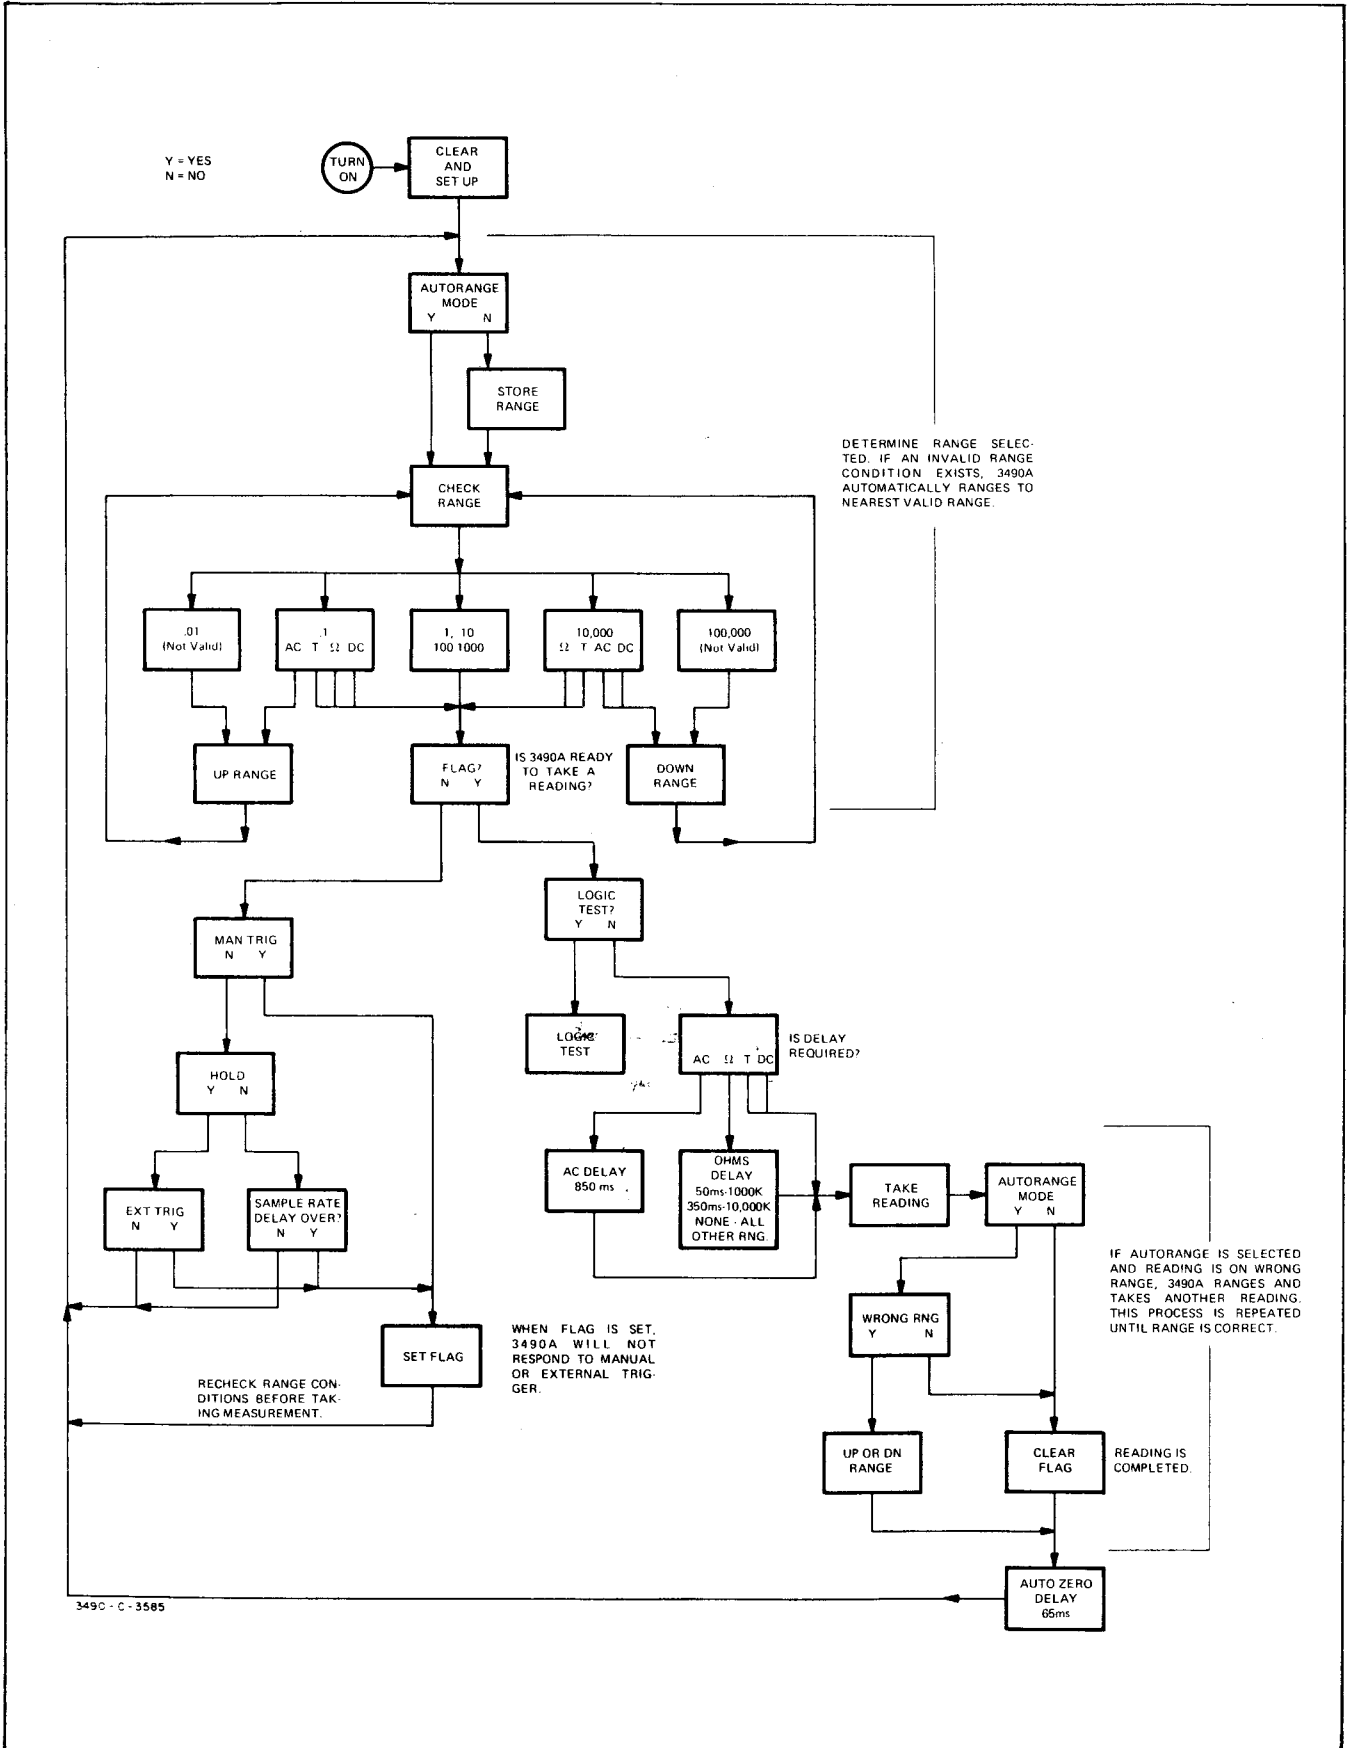 Y = YES
N = NO
TURN
ON
CLEAR
AND
SET UP
AUTORANGE
MODE
Y N
STORE
RANGE
CHECK
RANGE
DETERMINE RANGE SELEC-
TED. IF AN INVALID RANGE
CONDITION EXISTS, 3490A
AUTOMATICALLY RANGES TO
NEAREST VALID RANGE.
.01
(Not Valid)
.1
AC T Ω DC
1, 10
100 1000
10,000
Ω T AC DC
100,000
(Not Valid)
UP RANGE
FLAG?
N Y
IS 3490A READY
TO TAKE A
READING?
DOWN
RANGE
LOGIC
TEST?
Y N
MAN TRIG
N Y
LOGIC
TEST
AC Ω T DC
IS DELAY
REQUIRED?
HOLD
Y N
AC DELAY
850 ms
OHMS
DELAY
50ms-1000K
350ms-10,000K
NONE - ALL
OTHER RNG.
TAKE
READING
AUTORANGE
MODE
Y N
EXT TRIG
N Y
SAMPLE RATE
DELAY OVER?
N Y
IF AUTORANGE IS SELECTED
AND READING IS ON WRONG
RANGE, 3490A RANGES AND
TAKES ANOTHER READING.
THIS PROCESS IS REPEATED
UNTIL RANGE IS CORRECT.
WRONG RNG
Y N
SET FLAG
WHEN FLAG IS SET,
3490A WILL NOT
RESPOND TO MANUAL
OR EXTERNAL TRIG-
GER.
RECHECK RANGE CON-
DITIONS BEFORE TAK-
ING MEASUREMENT.
UP OR DN
RANGE
CLEAR
FLAG
READING IS
COMPLETED.
AUTO ZERO
DELAY
65ms
349C - C - 3585